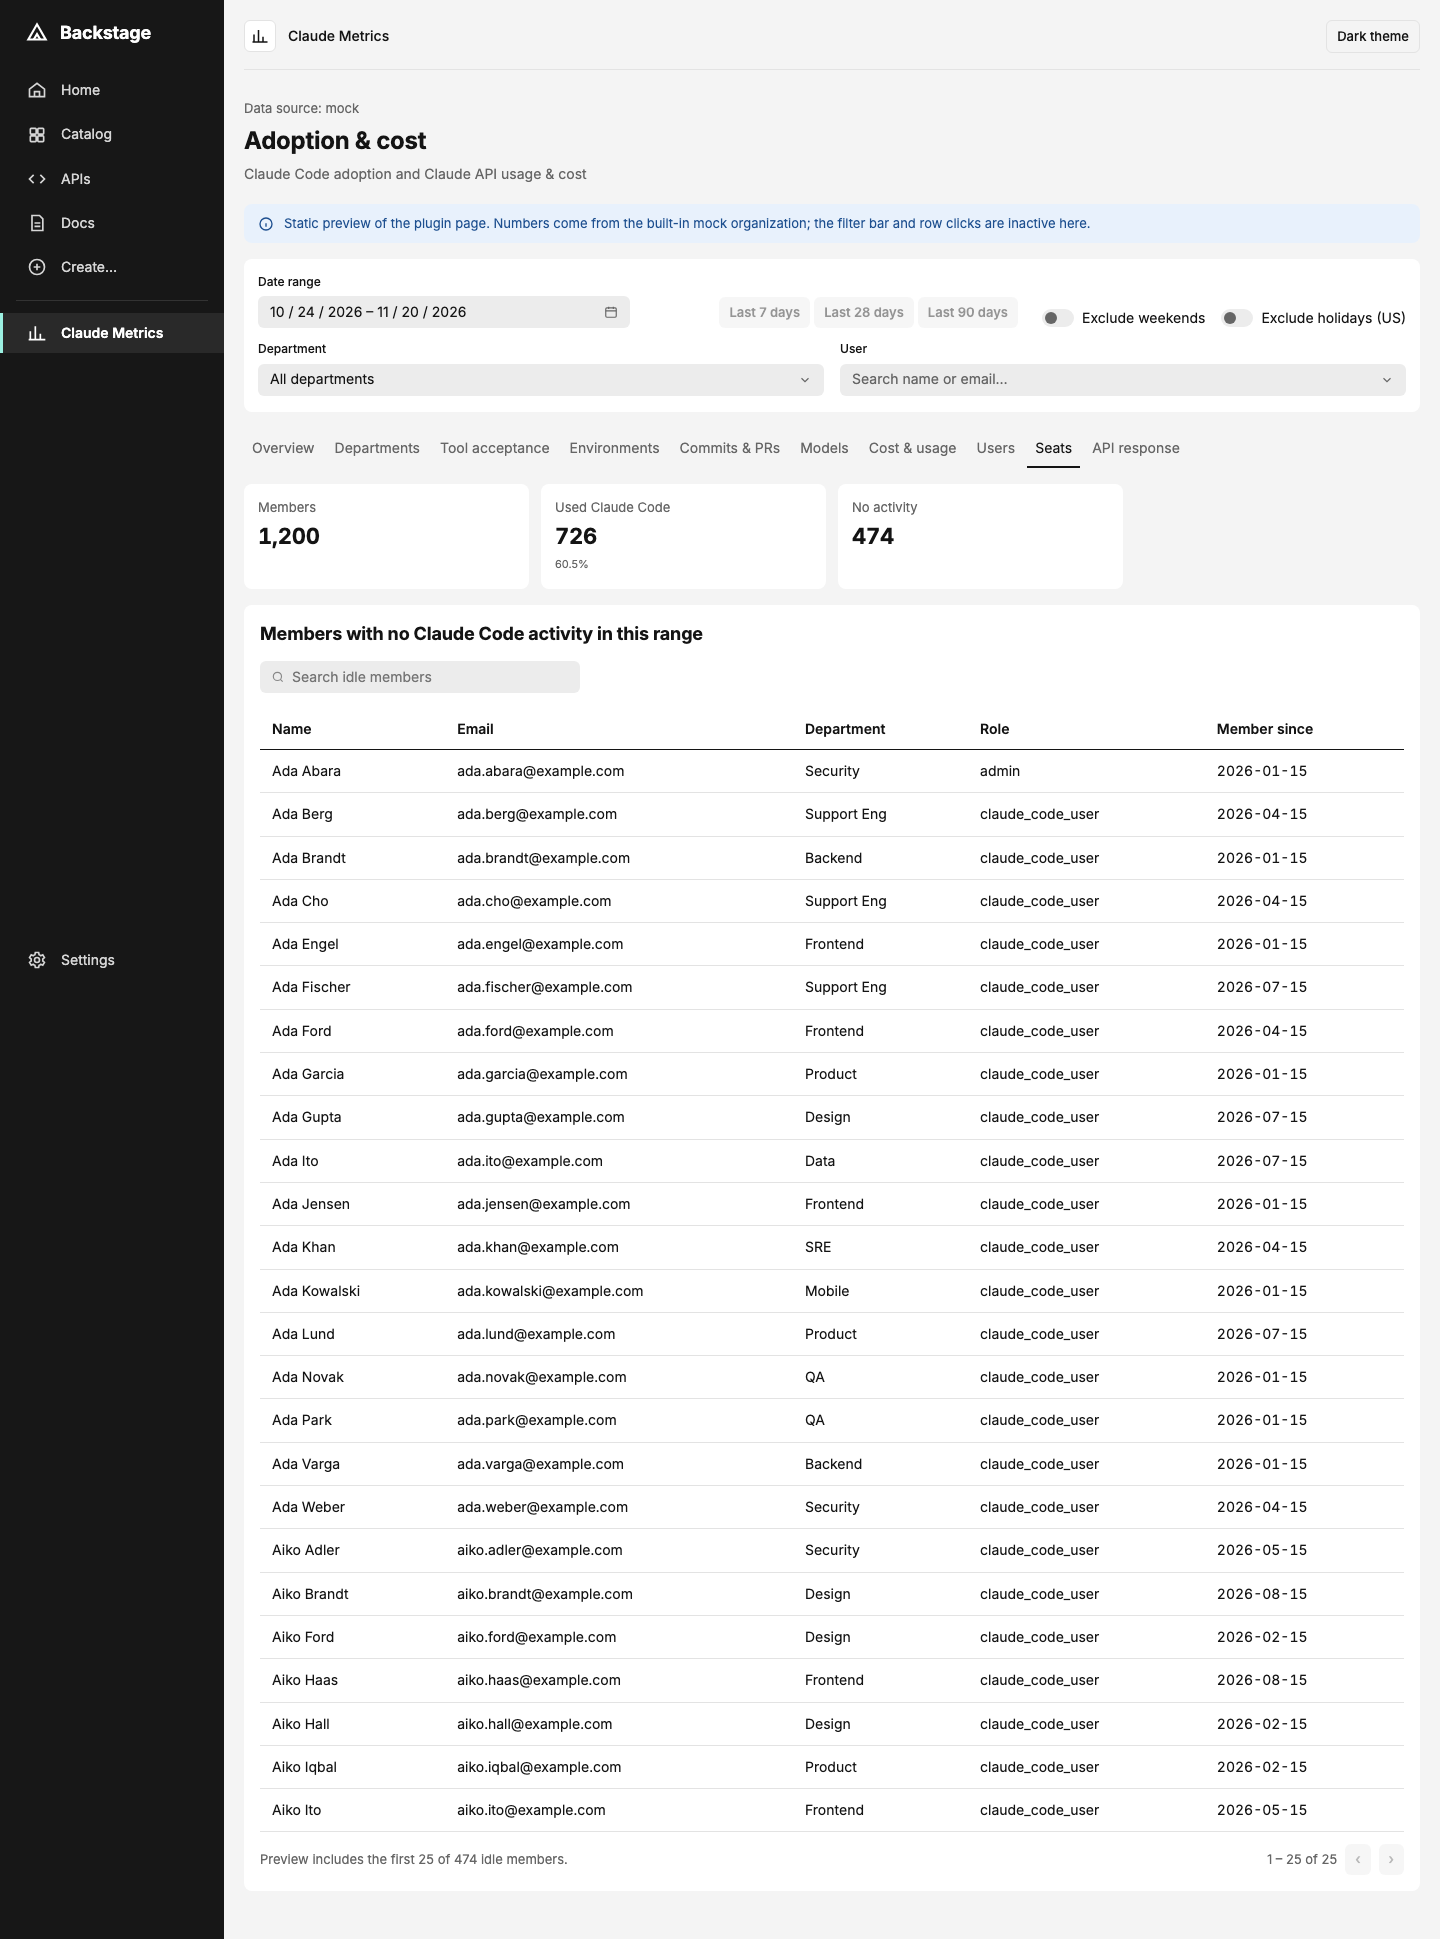 Backstage
Home
Catalog
APIs
Docs
Create...
Claude Metrics
Settings
Claude Metrics
Dark theme
Data source: mock
Adoption & cost
Claude Code adoption and Claude API usage & cost
Static preview of the plugin page. Numbers come from the built-in mock organization; the filter bar and row clicks are inactive here.
Date range
10 / 24 / 2026 – 11 / 20 / 2026
Last 7 days Last 28 days Last 90 days
Exclude weekends Exclude holidays (US)
Department
All departments
User
Search name or email...
Overview Departments Tool acceptance Environments Commits & PRs Models Cost & usage Users Seats API response
Members
1,200
Used Claude Code
726
60.5%
No activity
474
Members with no Claude Code activity in this range
Search idle members
Name Email Department Role Member since
Ada Abara ada.abara@example.com Security admin 2026-01-15
Ada Berg ada.berg@example.com Support Eng claude_code_user 2026-04-15
Ada Brandt ada.brandt@example.com Backend claude_code_user 2026-01-15
Ada Cho ada.cho@example.com Support Eng claude_code_user 2026-04-15
Ada Engel ada.engel@example.com Frontend claude_code_user 2026-01-15
Ada Fischer ada.fischer@example.com Support Eng claude_code_user 2026-07-15
Ada Ford ada.ford@example.com Frontend claude_code_user 2026-04-15
Ada Garcia ada.garcia@example.com Product claude_code_user 2026-01-15
Ada Gupta ada.gupta@example.com Design claude_code_user 2026-07-15
Ada Ito ada.ito@example.com Data claude_code_user 2026-07-15
Ada Jensen ada.jensen@example.com Frontend claude_code_user 2026-01-15
Ada Khan ada.khan@example.com SRE claude_code_user 2026-04-15
Ada Kowalski ada.kowalski@example.com Mobile claude_code_user 2026-01-15
Ada Lund ada.lund@example.com Product claude_code_user 2026-07-15
Ada Novak ada.novak@example.com QA claude_code_user 2026-01-15
Ada Park ada.park@example.com QA claude_code_user 2026-01-15
Ada Varga ada.varga@example.com Backend claude_code_user 2026-01-15
Ada Weber ada.weber@example.com Security claude_code_user 2026-04-15
Aiko Adler aiko.adler@example.com Security claude_code_user 2026-05-15
Aiko Brandt aiko.brandt@example.com Design claude_code_user 2026-08-15
Aiko Ford aiko.ford@example.com Design claude_code_user 2026-02-15
Aiko Haas aiko.haas@example.com Frontend claude_code_user 2026-08-15
Aiko Hall aiko.hall@example.com Design claude_code_user 2026-02-15
Aiko Iqbal aiko.iqbal@example.com Product claude_code_user 2026-02-15
Aiko Ito aiko.ito@example.com Frontend claude_code_user 2026-05-15
Preview includes the first 25 of 474 idle members.
1 – 25 of 25